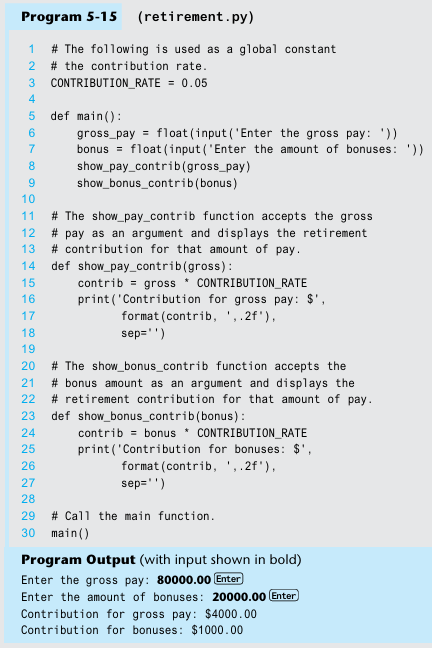 Program 5-15 (retirement.py)
1 # The following is used as a global constant
2 # the contribution rate.
3 CONTRIBUTION_RATE = 0.05
4
5 def main():
6     gross_pay = float(input('Enter the gross pay: '))
7     bonus = float(input('Enter the amount of bonuses: '))
8     show_pay_contrib(gross_pay)
9     show_bonus_contrib(bonus)
10
11 # The show_pay_contrib function accepts the gross
12 # pay as an argument and displays the retirement
13 # contribution for that amount of pay.
14 def show_pay_contrib(gross):
15     contrib = gross * CONTRIBUTION_RATE
16     print('Contribution for gross pay: $',
17           format(contrib, ',.2f'),
18           sep='')
19
20 # The show_bonus_contrib function accepts the
21 # bonus amount as an argument and displays the
22 # retirement contribution for that amount of pay.
23 def show_bonus_contrib(bonus):
24     contrib = bonus * CONTRIBUTION_RATE
25     print('Contribution for bonuses: $',
26           format(contrib, ',.2f'),
27           sep='')
28
29 # Call the main function.
30 main()
Program Output (with input shown in bold)
Enter the gross pay: 80000.00 Enter
Enter the amount of bonuses: 20000.00 Enter
Contribution for gross pay: $4000.00
Contribution for bonuses: $1000.00